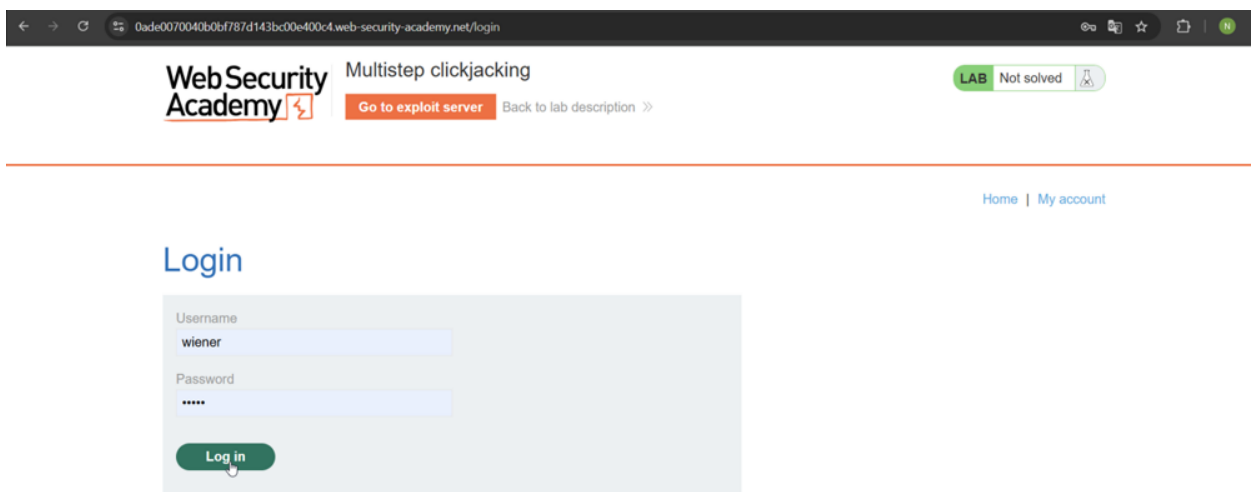 0ade0070040b0bf787d143bc00e400c4.web-security-academy.net/login
N
Web Security
Academy
Multistep clickjacking
Go to exploit server
Back to lab description
LAB Not solved
Home | My account
Login
Username
wiener
Password
•••••
Log in